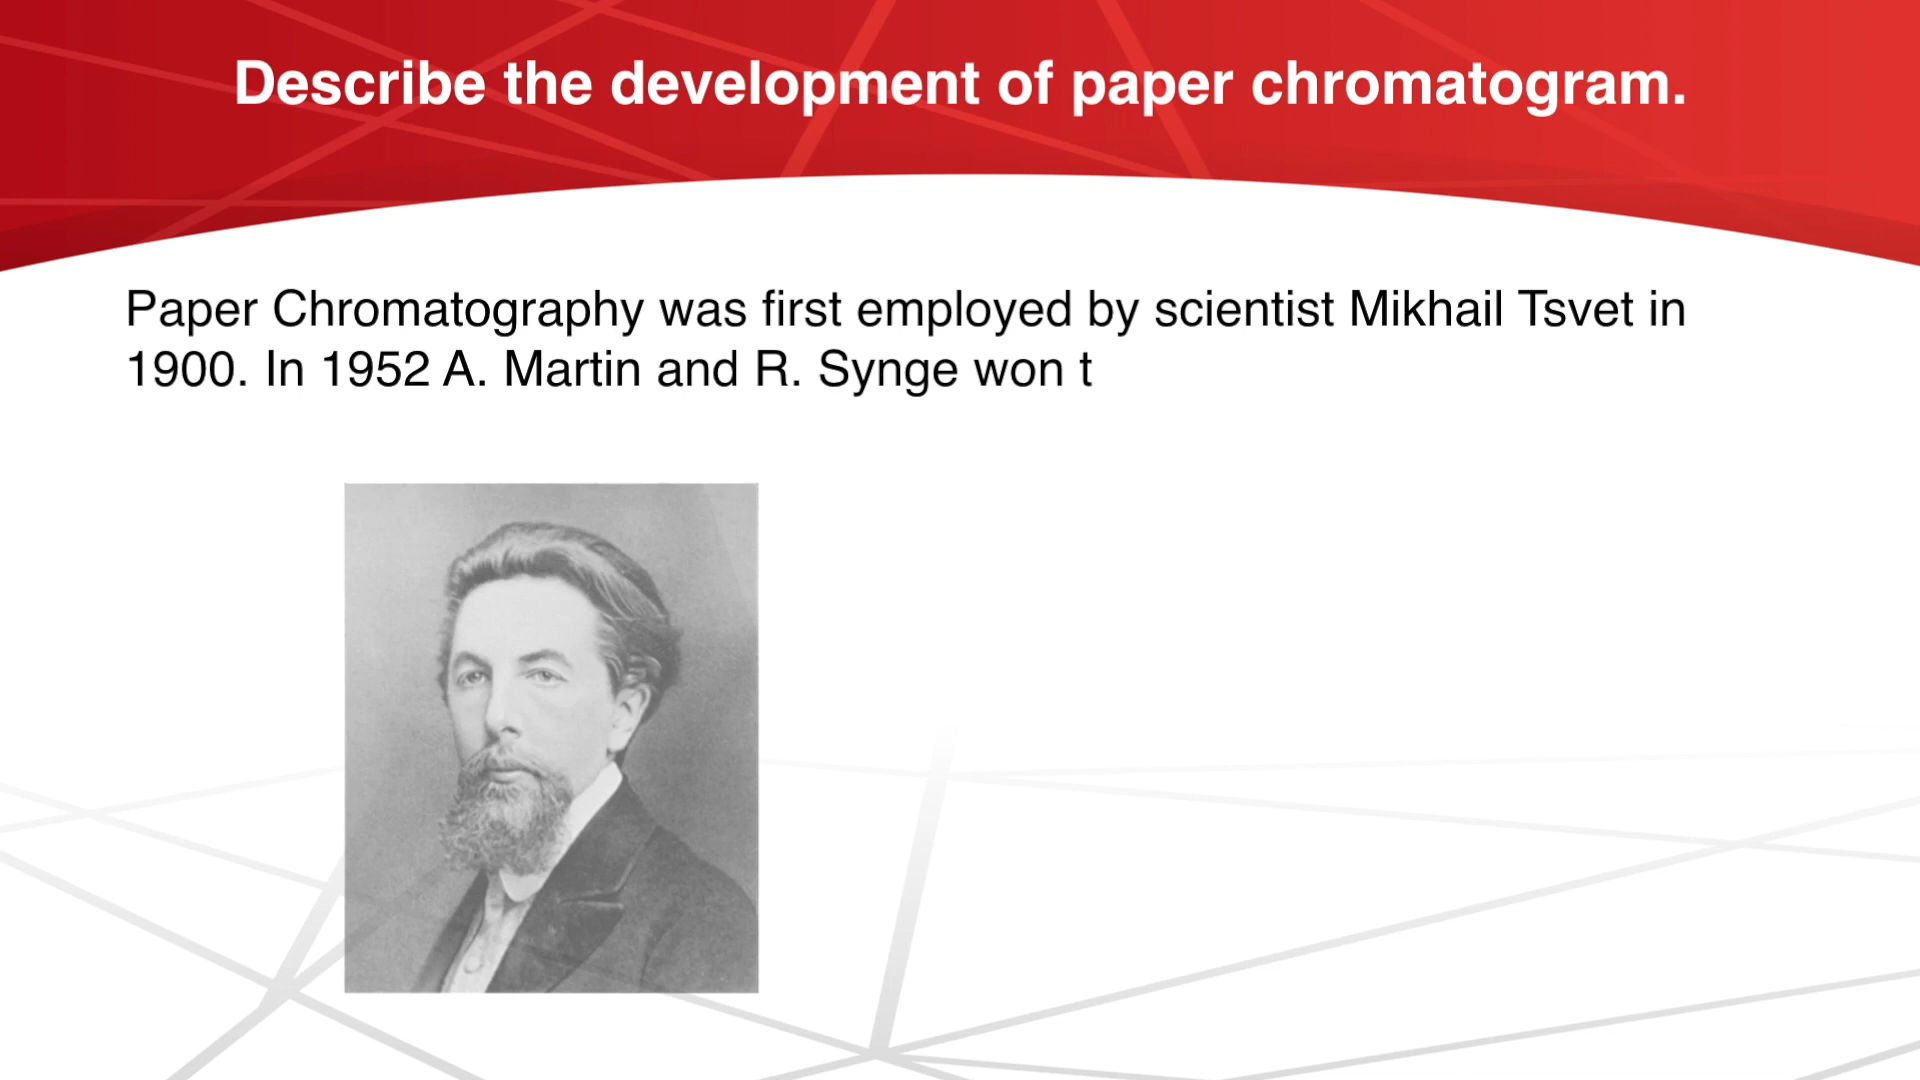 Describe the development of paper chromatogram.
Paper Chromatography was first employed by scientist Mikhail Tsvet in
1900. In 1952 A. Martin and R. Synge won t